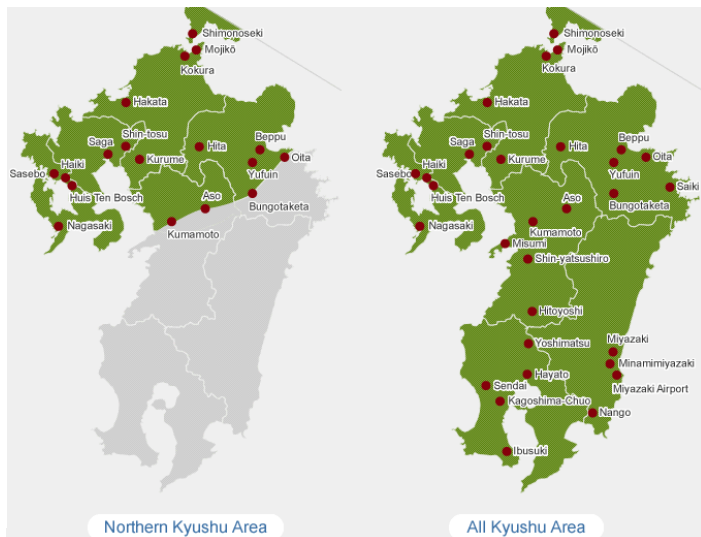 Shimonoseki
Mojikō
Kokura
Hakata
Shin-tosu
Saga
Kurume
Hita
Beppu
Oita
Yufuin
Haiki
Sasebo
Huis Ten Bosch
Bungotaketa
Aso
Nagasaki
Kumamoto
Northern Kyushu Area
Shimonoseki
Mojikō
Kokura
Hakata
Shin-tosu
Saga
Kurume
Hita
Beppu
Oita
Yufuin
Haiki
Sasebo
Saiki
Huis Ten Bosch
Bungotaketa
Aso
Nagasaki
Kumamoto
Misumi
Shin-yatsushiro
Hitoyoshi
Yoshimatsu
Miyazaki
Minamimiyazaki
Hayato
Miyazaki Airport
Sendai
Kagoshima-Chuo
Nango
Ibusuki
All Kyushu Area